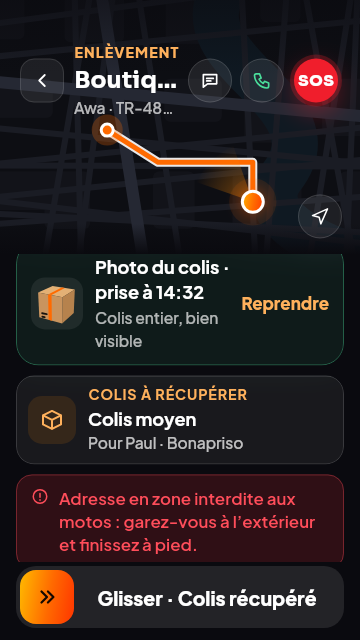 ENLÈVEMENT
Boutiq...
SOS
Awa · TR-48...
Photo du colis ·
prise à 14:32
Reprendre
Colis entier, bien
visible
COLIS À RÉCUPÉRER
Colis moyen
Pour Paul · Bonapriso
Adresse en zone interdite aux
motos : garez-vous à l’extérieur
et finissez à pied.
Glisser · Colis récupéré